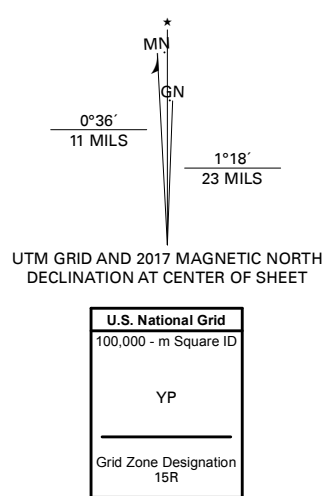 ★
MN
GN
0°36´
11 MILS
1°18´
23 MILS
UTM GRID AND 2017 MAGNETIC NORTH
DECLINATION AT CENTER OF SHEET
U.S. National Grid
100,000 - m Square ID
YP
Grid Zone Designation
15R